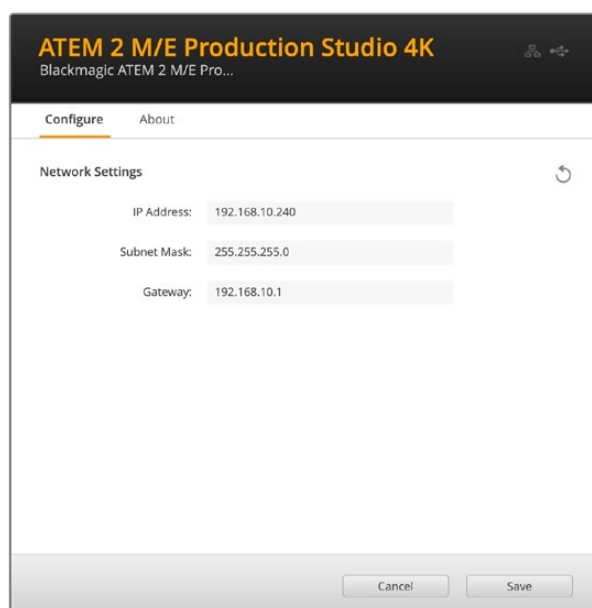 ATEM 2 M/E Production Studio 4K
Blackmagic ATEM 2 M/E Pro...
Configure About
Network Settings
IP Address: 192.168.10.240
Subnet Mask: 255.255.255.0
Gateway: 192.168.10.1
Cancel Save